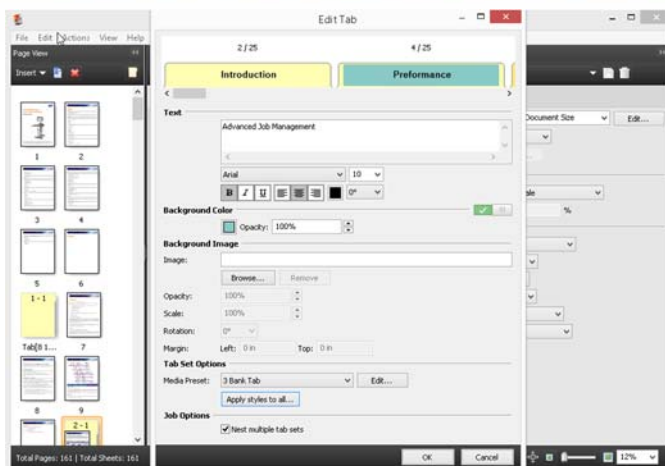 Edit Tab
File Edit Actions View Help
Page View
Insert
2/25 4/25
Introduction Preformance
Text
Advanced Job Management
Arial 10
B I U 0°
Background Color
Opacity: 100%
Background Image
Image:
Browse... Remove
Opacity: 100%
Scale: 100%
Rotation: 0°
Margin: Left: 0 in Top: 0 in
Tab Set Options
Media Preset: 3 Bank Tab Edit...
Apply styles to all...
Job Options
Nest multiple tab sets
OK Cancel
1 2
3 4
5 6
1 - 1
Tab[8 1... 7
8 9
2 - 1
Total Pages: 161 | Total Sheets: 161
Document Size Edit...
%
12%